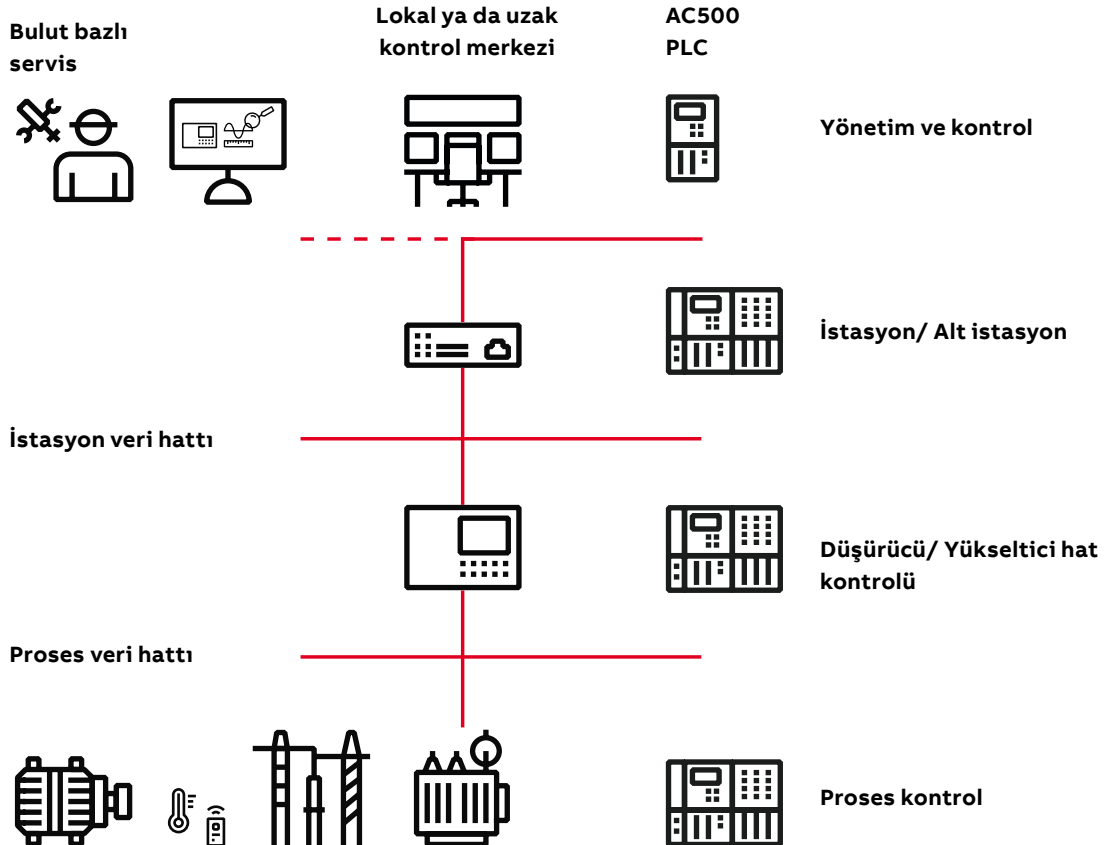 Bulut bazlı
servis
Lokal ya da uzak
kontrol merkezi
AC500
PLC
Yönetim ve kontrol
İstasyon/ Alt istasyon
İstasyon veri hattı
Düşürücü/ Yükseltici hat
kontrolü
Proses veri hattı
Proses kontrol